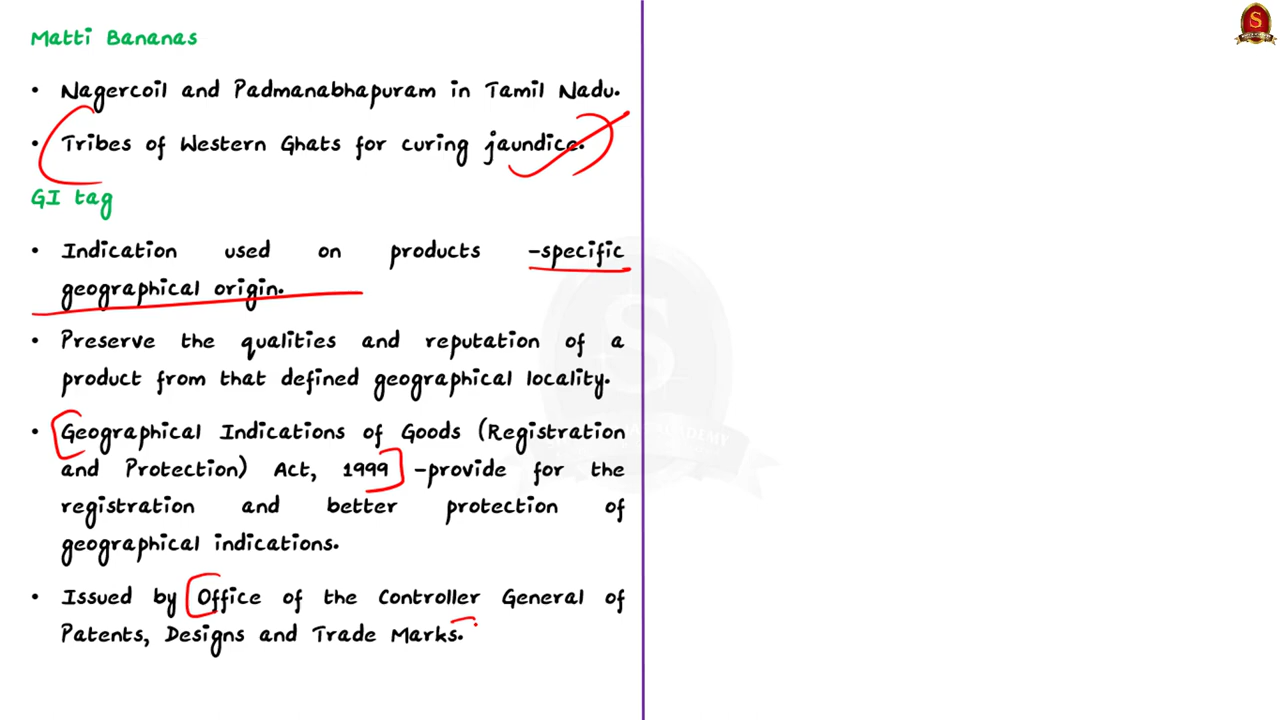 Matti Bananas
• Nagercoil and Padmanabhapuram in Tamil Nadu.
• Tribes of Western Ghats for curing jaundice.
GI tag
• Indication used on products -specific
geographical origin.
• Preserve the qualities and reputation of a
product from that defined geographical locality.
• Geographical Indications of Goods (Registration
and Protection) Act, 1999 -provide for the
registration and better protection of
geographical indications.
• Issued by Office of the Controller General of
Patents, Designs and Trade Marks.
S
ACADEMY